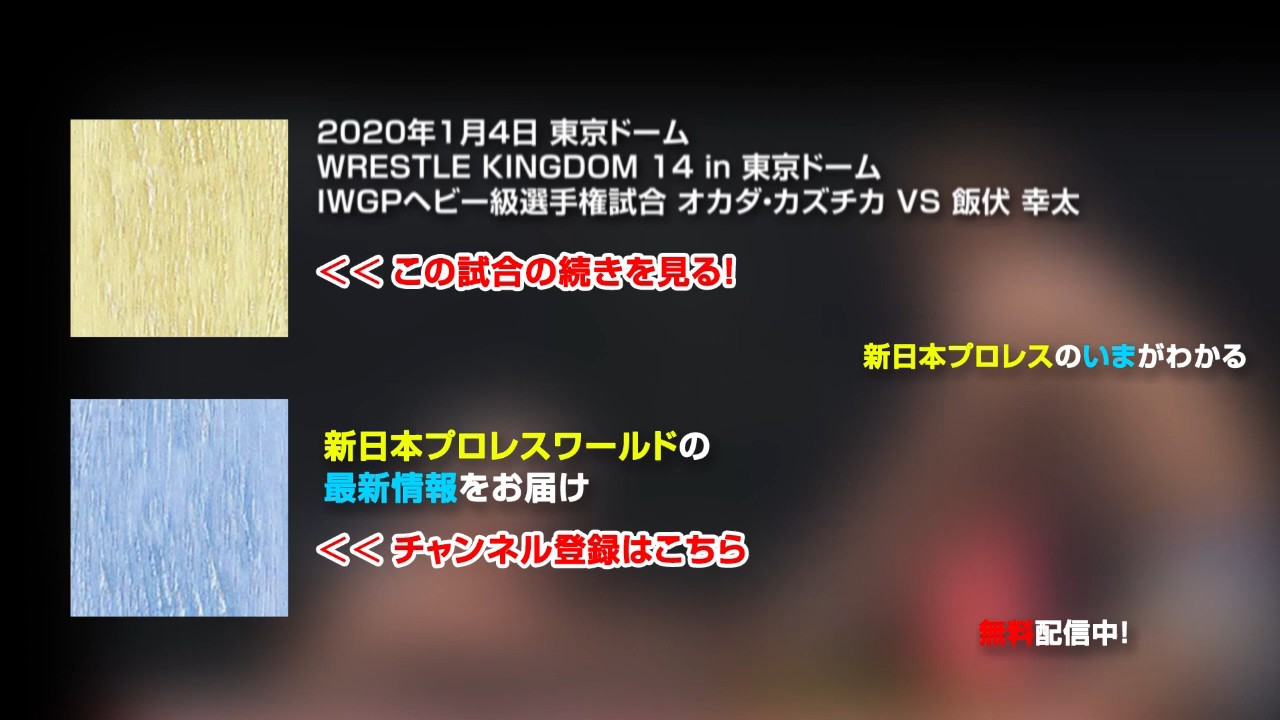 2020年1月4日 東京ドーム
WRESTLE KINGDOM 14 in 東京ドーム
IWGPヘビー級選手権試合 オカダ・カズチカ VS 飯伏 幸太
<< この試合の続きを見る!
新日本プロレスのいまがわかる
新日本プロレスワールドの
最新情報をお届け
<< チャンネル登録はこちら
無料配信中!